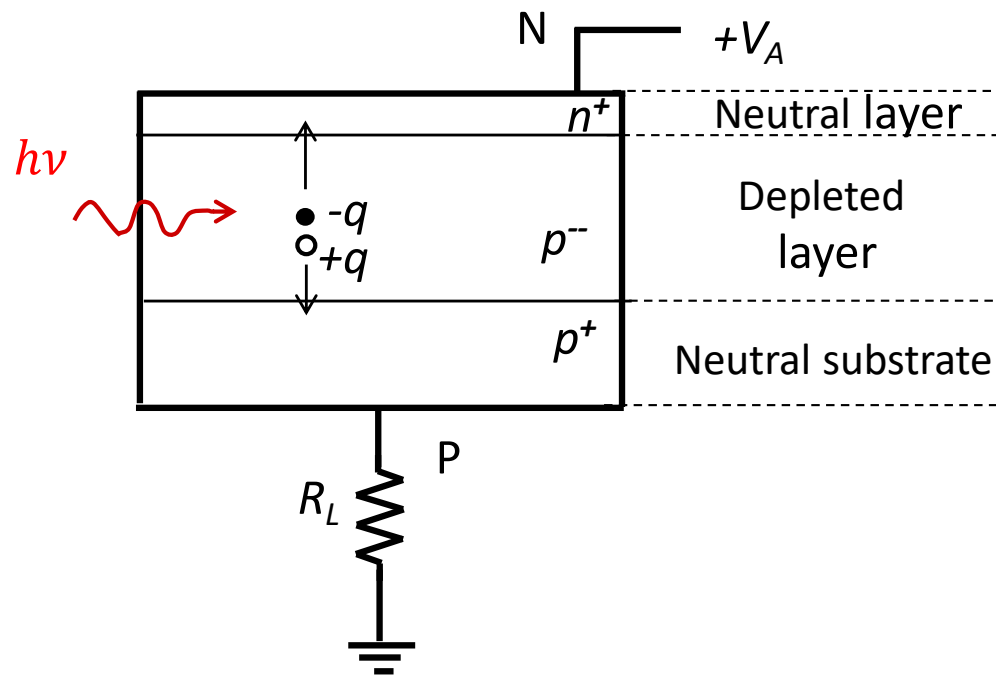 N
+V_A
n⁺
Neutral layer
hν
-q
+q
p⁻⁻
Depleted
layer
p⁺
Neutral substrate
P
R_L